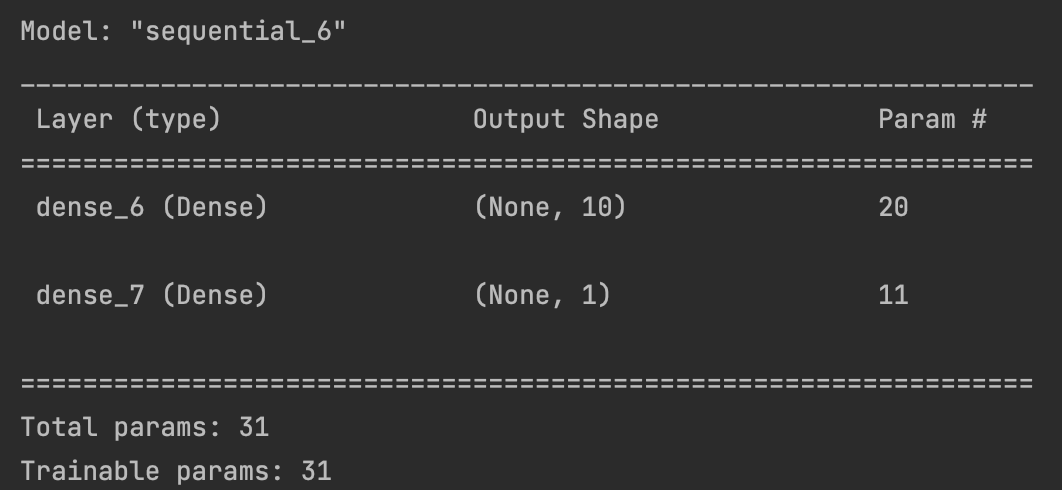 Model: "sequential_6"
_________________________________________________________________
 Layer (type)                Output Shape              Param #
=================================================================
 dense_6 (Dense)             (None, 10)                20
 dense_7 (Dense)             (None, 1)                 11
=================================================================
Total params: 31
Trainable params: 31